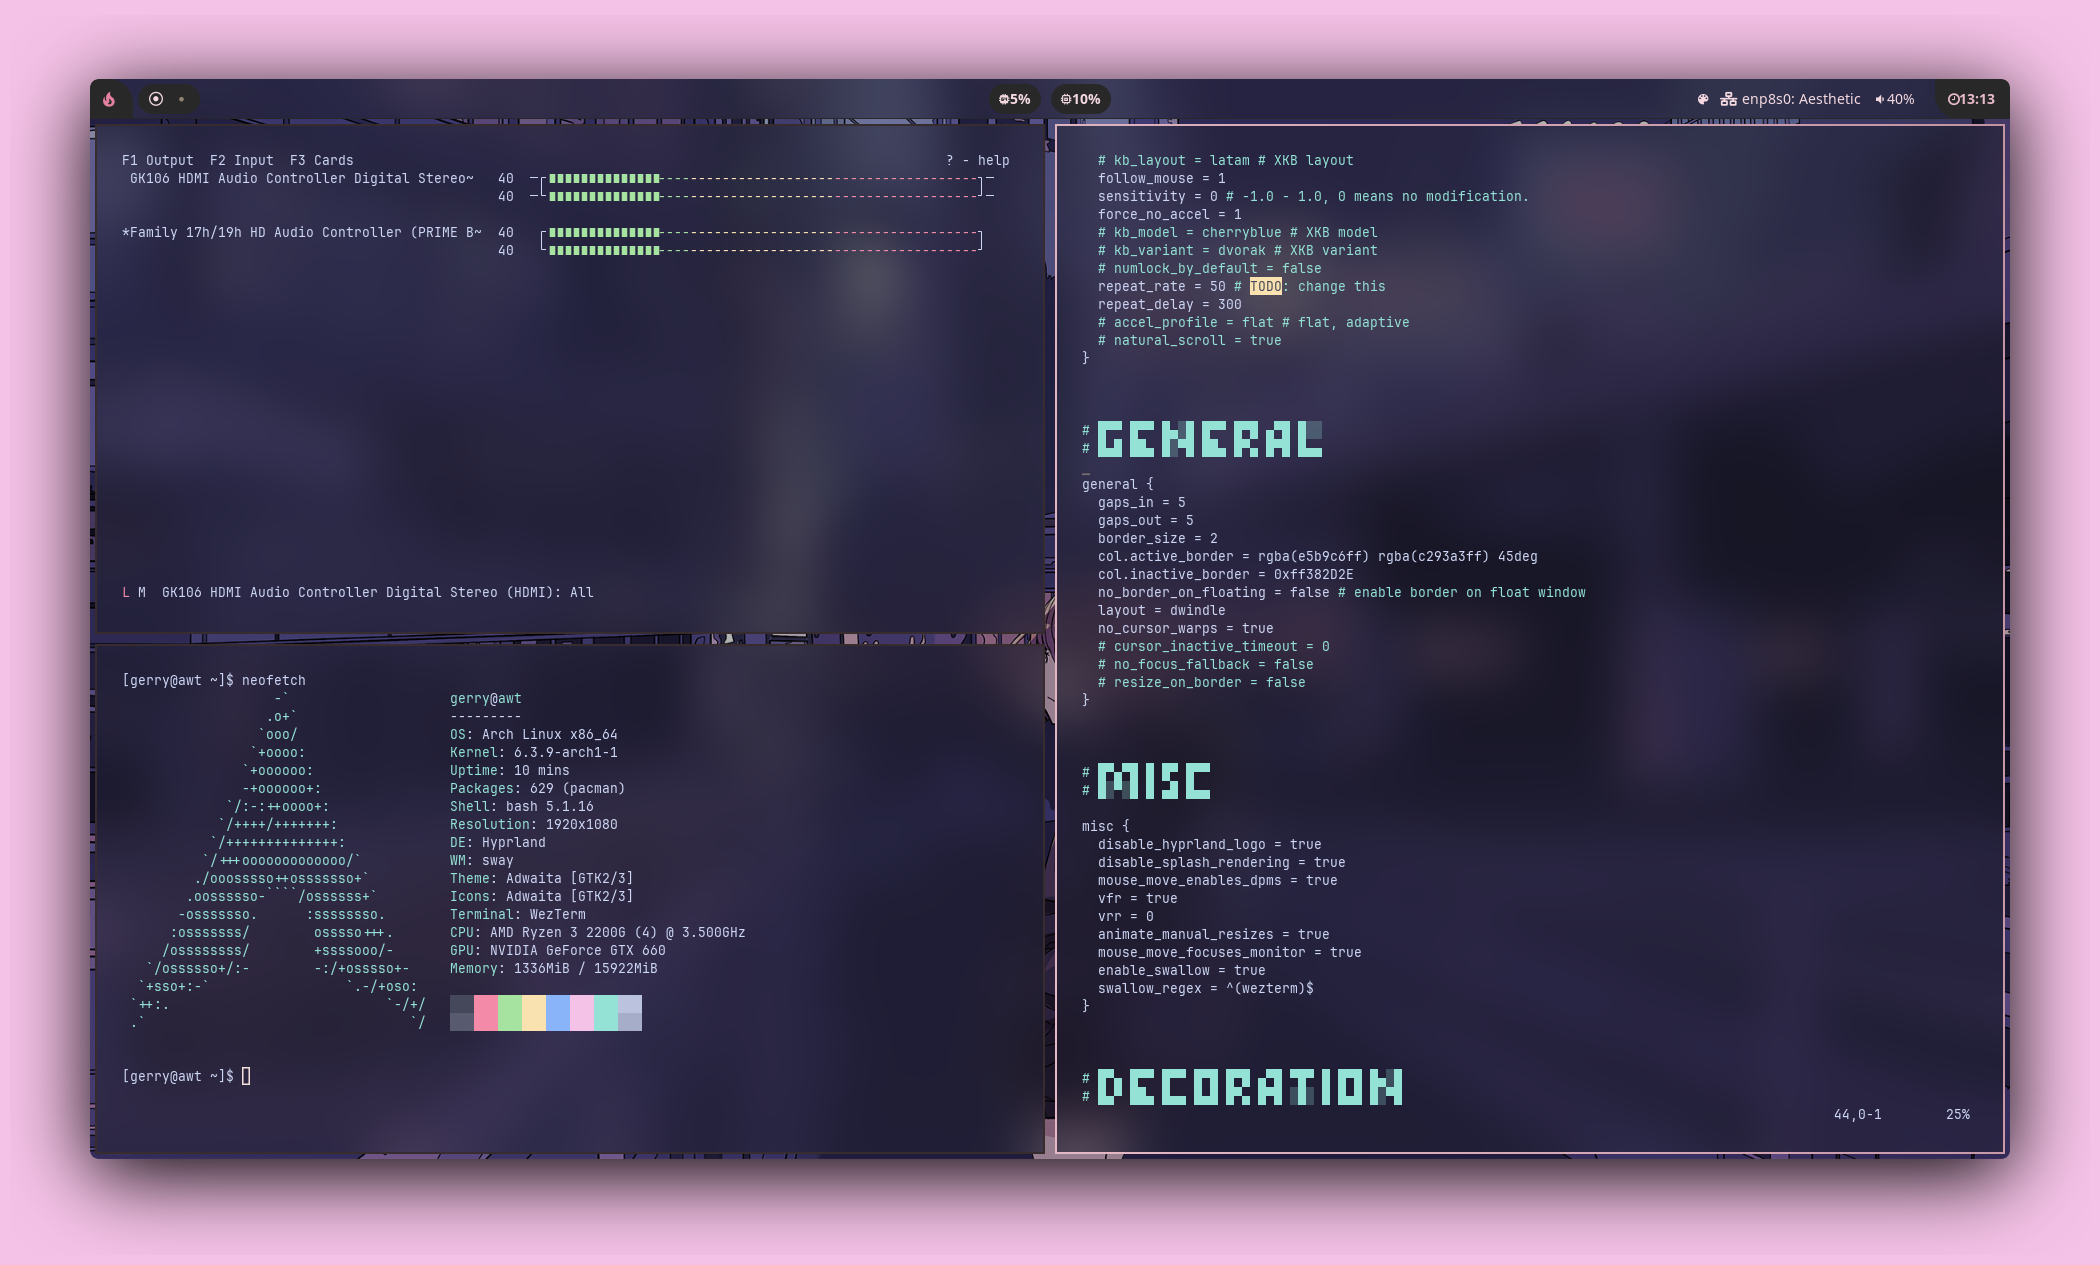 5% 10% enp8s0: Aesthetic 40% 13:13
F1 Output  F2 Input  F3 Cards ? - help
GK106 HDMI Audio Controller Digital Stereo~ 40
40
*Family 17h/19h HD Audio Controller (PRIME B~ 40
40
L M  GK106 HDMI Audio Controller Digital Stereo (HDMI): All
[gerry@awt ~]$ neofetch
                   -`                    gerry@awt
                  .o+`                   ---------
                 `ooo/                   OS: Arch Linux x86_64
                `+oooo:                  Kernel: 6.3.9-arch1-1
               `+oooooo:                 Uptime: 10 mins
               -+oooooo+:                Packages: 629 (pacman)
             `/:-:++oooo+:               Shell: bash 5.1.16
            `/++++/+++++++:              Resolution: 1920x1080
           `/++++++++++++++:             DE: Hyprland
          `/+++ooooooooooooo/`           WM: sway
         ./ooosssso++osssssso+`          Theme: Adwaita [GTK2/3]
        .oossssso-````/ossssss+`         Icons: Adwaita [GTK2/3]
       -osssssso.      :ssssssso.        Terminal: WezTerm
      :osssssss/        osssso+++.       CPU: AMD Ryzen 3 2200G (4) @ 3.500GHz
     /ossssssss/        +ssssooo/-       GPU: NVIDIA GeForce GTX 660
   `/ossssso+/:-        -:/+osssso+-     Memory: 1336MiB / 15922MiB
  `+sso+:-`                 `.-/+oso:
 `++:.                           `-/+/
 .`                                 `/
[gerry@awt ~]$
# kb_layout = latam # XKB layout
follow_mouse = 1
sensitivity = 0 # -1.0 - 1.0, 0 means no modification.
force_no_accel = 1
# kb_model = cherryblue # XKB model
# kb_variant = dvorak # XKB variant
# numlock_by_default = false
repeat_rate = 50 # TODO: change this
repeat_delay = 300
# accel_profile = flat # flat, adaptive
# natural_scroll = true
}
# GENERAL
#
general {
gaps_in = 5
gaps_out = 5
border_size = 2
col.active_border = rgba(e5b9c6ff) rgba(c293a3ff) 45deg
col.inactive_border = 0xff382D2E
no_border_on_floating = false # enable border on float window
layout = dwindle
no_cursor_warps = true
# cursor_inactive_timeout = 0
# no_focus_fallback = false
# resize_on_border = false
}
# MISC
#
misc {
disable_hyprland_logo = true
disable_splash_rendering = true
mouse_move_enables_dpms = true
vfr = true
vrr = 0
animate_manual_resizes = true
mouse_move_focuses_monitor = true
enable_swallow = true
swallow_regex = ^(wezterm)$
}
# DECORATION
#
44,0-1 25%